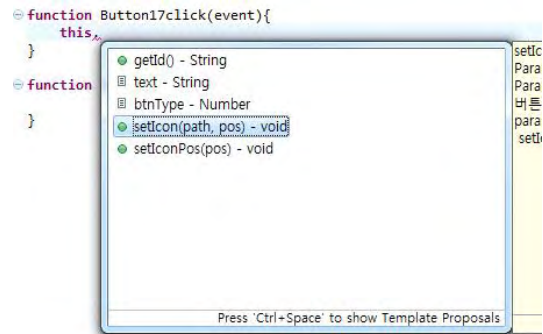 function Button17click(event){
this.
}
getId() - String
text - String
btnType - Number
setIcon(path, pos) - void
setIconPos(pos) - void
function
}
Press 'Ctrl+Space' to show Template Proposals
setIc
Para
Para
버튼
para
setI